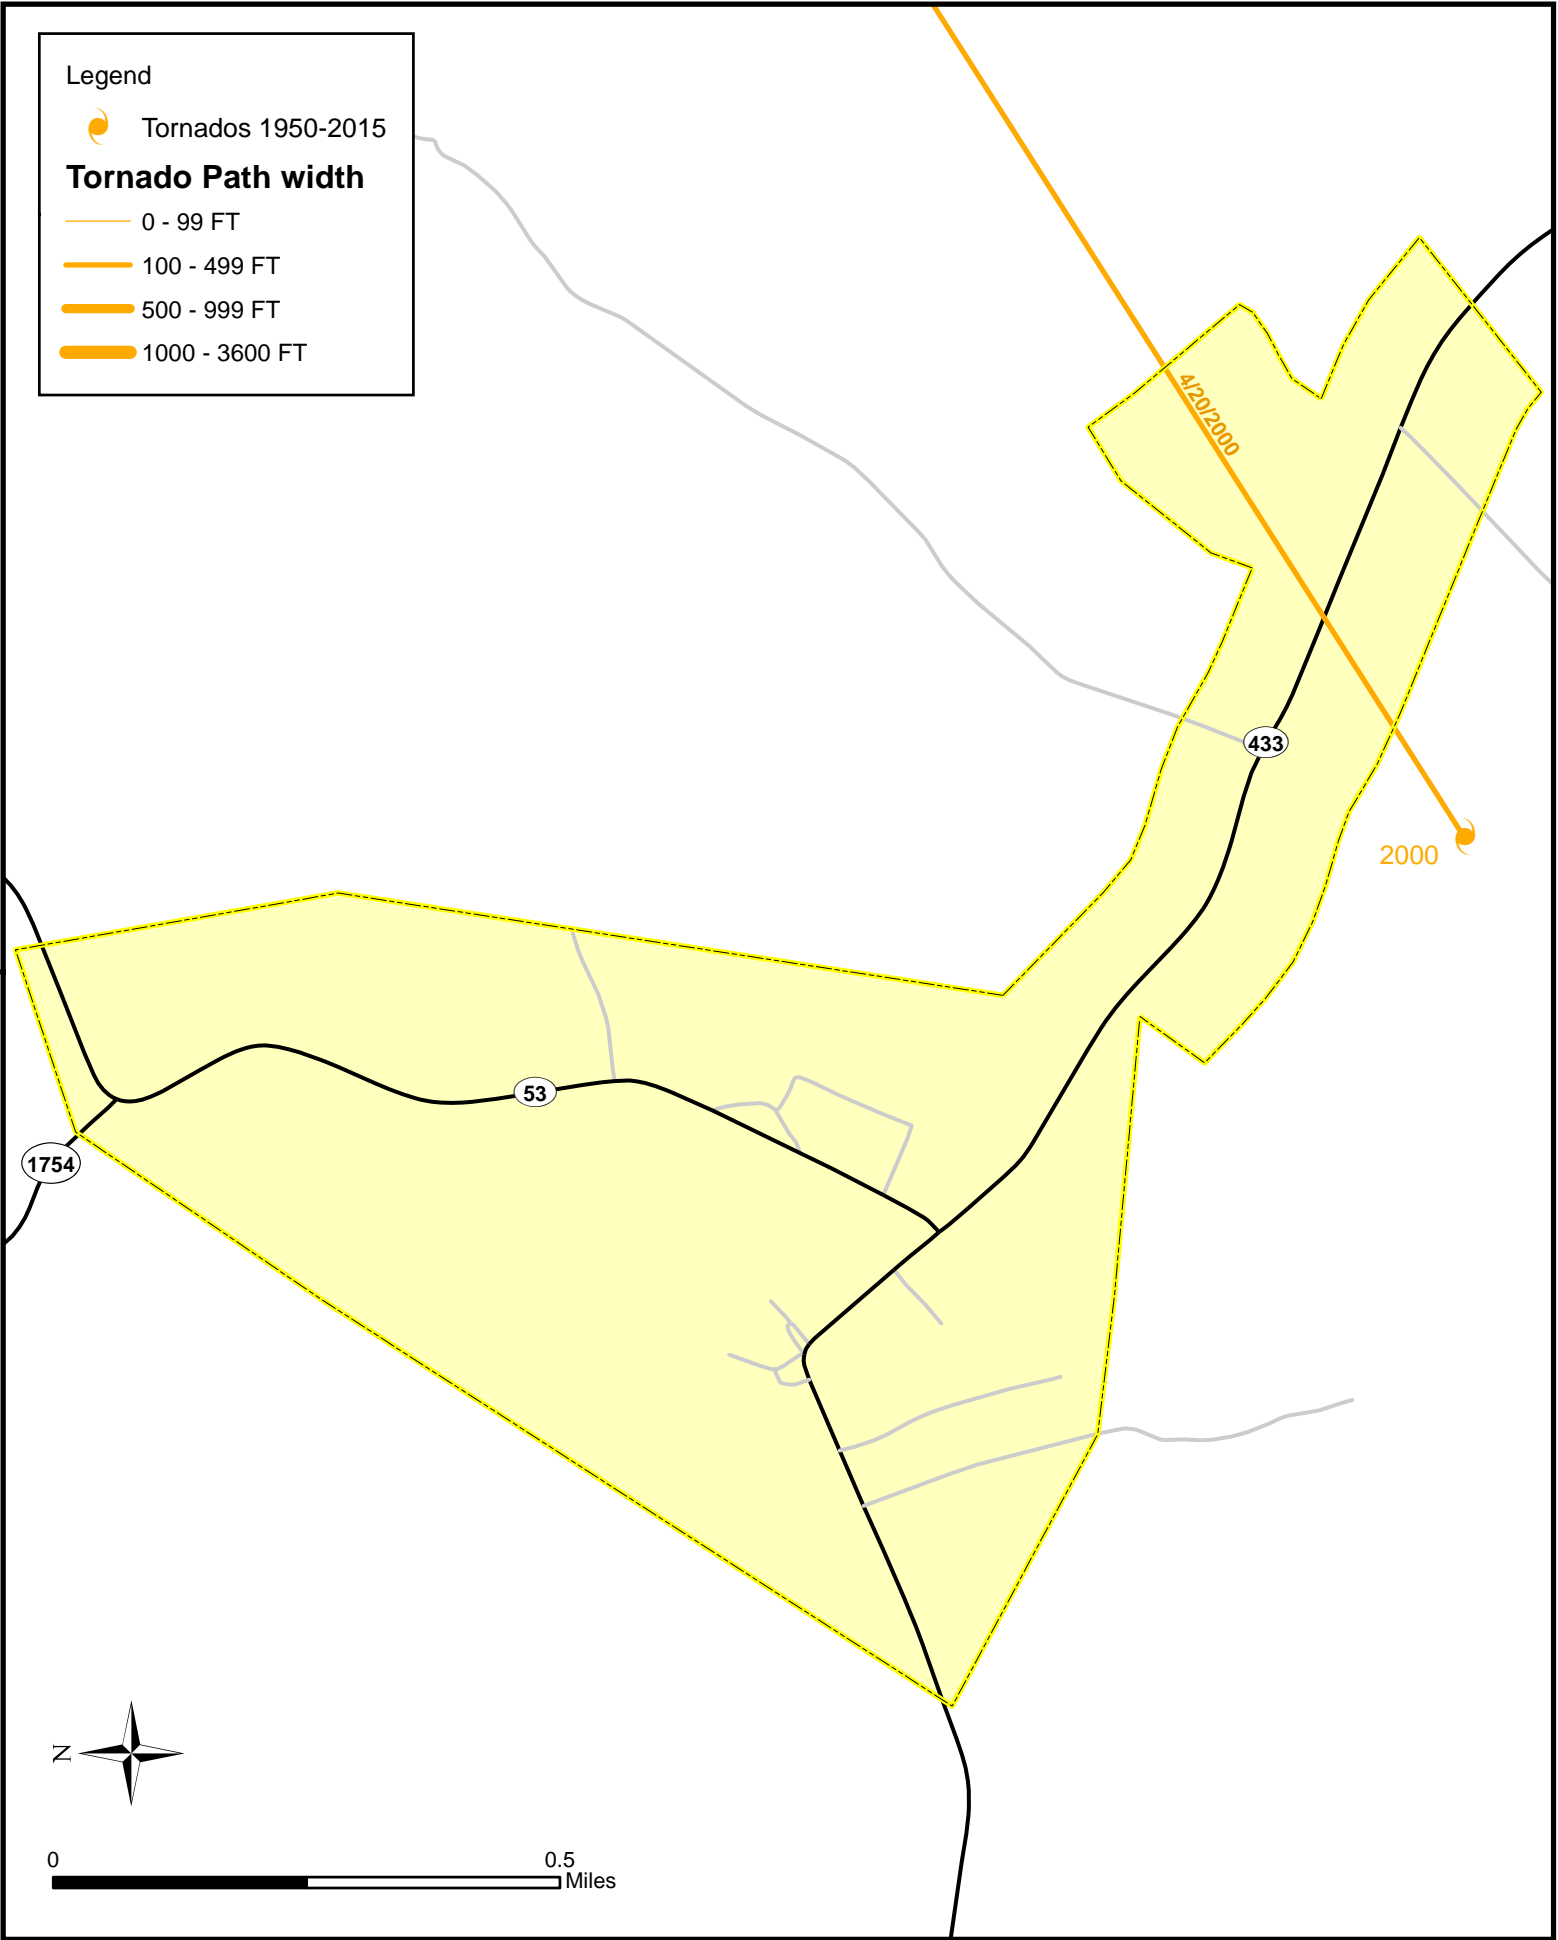 Legend
Tornados 1950-2015
Tornado Path width
0 - 99 FT
100 - 499 FT
500 - 999 FT
1000 - 3600 FT
4/20/2000
433
2000
53
1754
N
0
0.5
Miles